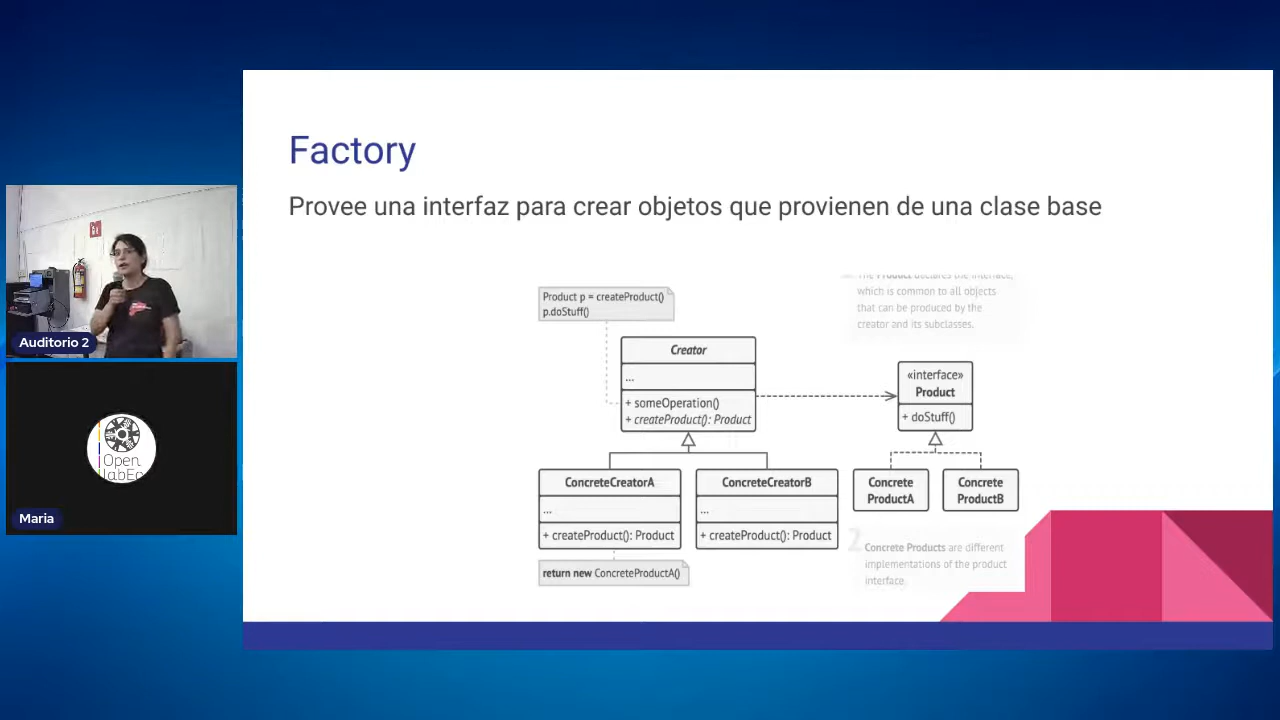 Factory
Provee una interfaz para crear objetos que provienen de una clase base
Product p = createProduct()
p.doStuff()
The Product declares the interface,
which is common to all objects
that can be produced by the
creator and its subclasses.
Creator
...
+ someOperation()
+ createProduct(): Product
«interface»
Product
+ doStuff()
ConcreteCreatorA
...
+ createProduct(): Product
ConcreteCreatorB
...
+ createProduct(): Product
Concrete
ProductA
Concrete
ProductB
return new ConcreteProductA()
2
Concrete Products are different
implementations of the product
interface.
Auditorio 2
Open
Maria